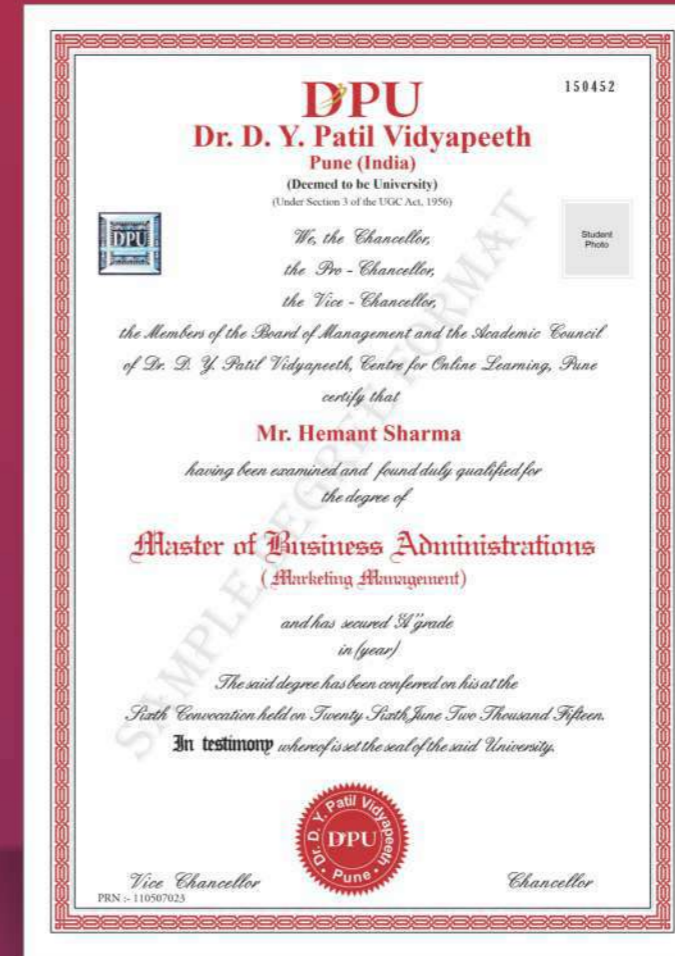 DPU
150452
Dr. D. Y. Patil Vidyapeeth
Pune (India)
(Deemed to be University)
(Under Section 3 of the UGC Act, 1956)
DPU
Student
Photo
We, the Chancellor,
the Pro - Chancellor,
the Vice - Chancellor,
the Members of the Board of Management and the Academic Council
of Dr. D. Y. Patil Vidyapeeth, Centre for Online Learning, Pune
certify that
Mr. Hemant Sharma
having been examined and found duly qualified for
the degree of
Master of Business Administrations
(Marketing Management)
and has secured "A" grade
in (year)
The said degree has been conferred on his at the
Sixth Convocation held on Twenty Sixth June Two Thousand Fifteen.
In testimony whereof is set the seal of the said University.
SAMPLE DEGREE FORMAT
Dr. D. Y. Patil Vidyapeeth
DPU
Pune
Vice Chancellor
Chancellor
PRN :- 110507023